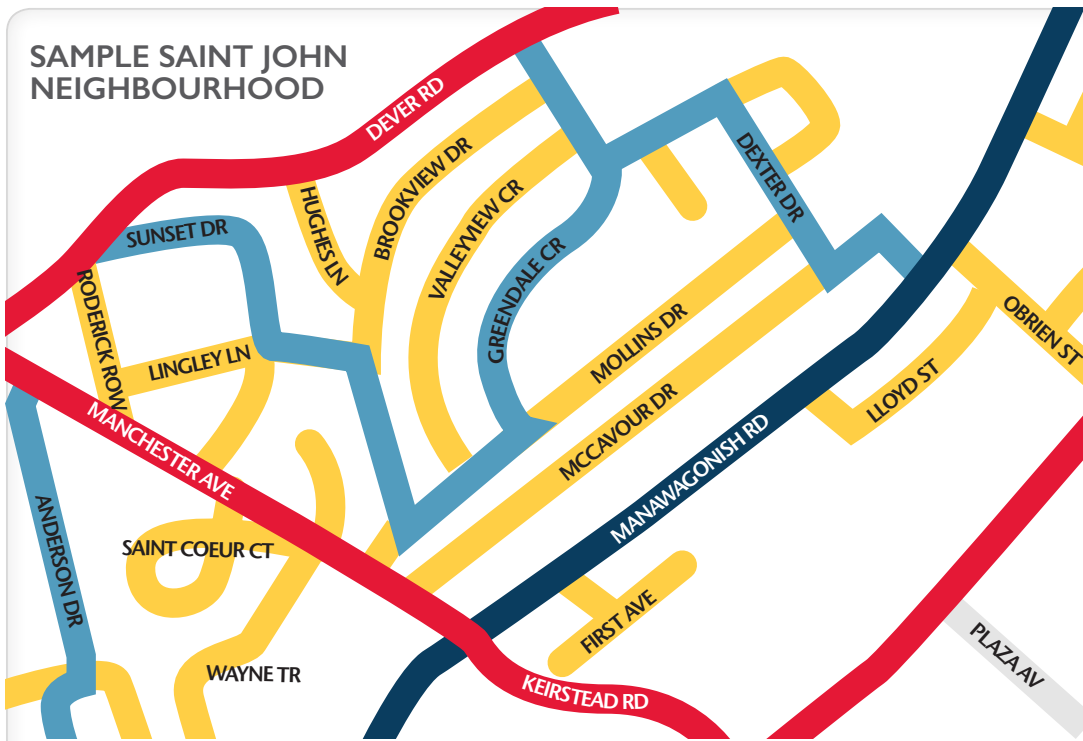 SAMPLE SAINT JOHN
NEIGHBOURHOOD
DEVER RD
BROOKVIEW DR
HUGHES LN
VALLEYVIEW CR
DEXTER DR
SUNSET DR
GREENDALE CR
RODERICK ROW
LINGLEY LN
MOLLINS DR
OBRIEN ST
LLOYD ST
MCCAVOUR DR
MANCHESTER AVE
MANAWAGONISH RD
ANDERSON DR
SAINT COEUR CT
FIRST AVE
PLAZA AV
WAYNE TR
KEIRSTEAD RD